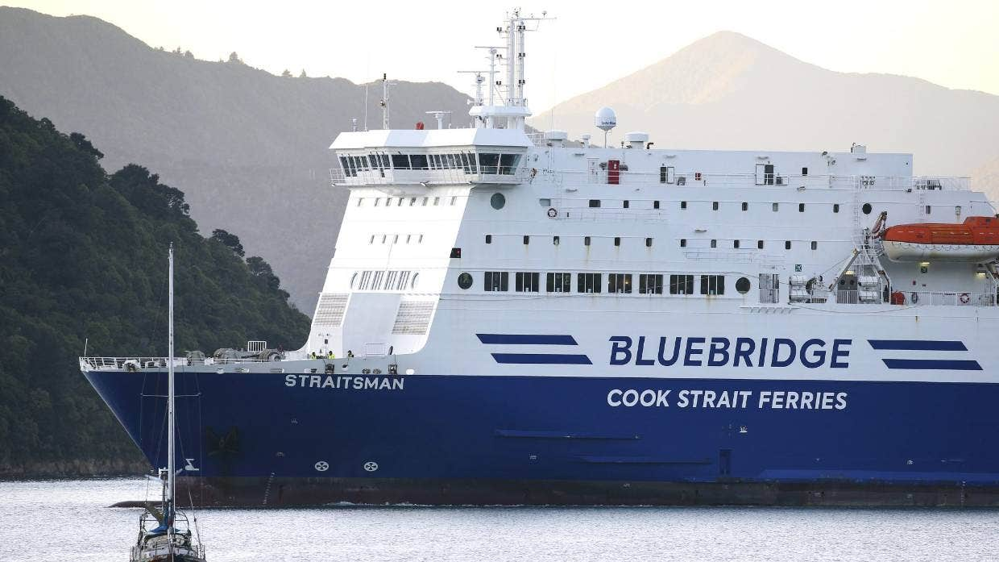 BLUEBRIDGE
STRAITSMAN
COOK STRAIT FERRIES